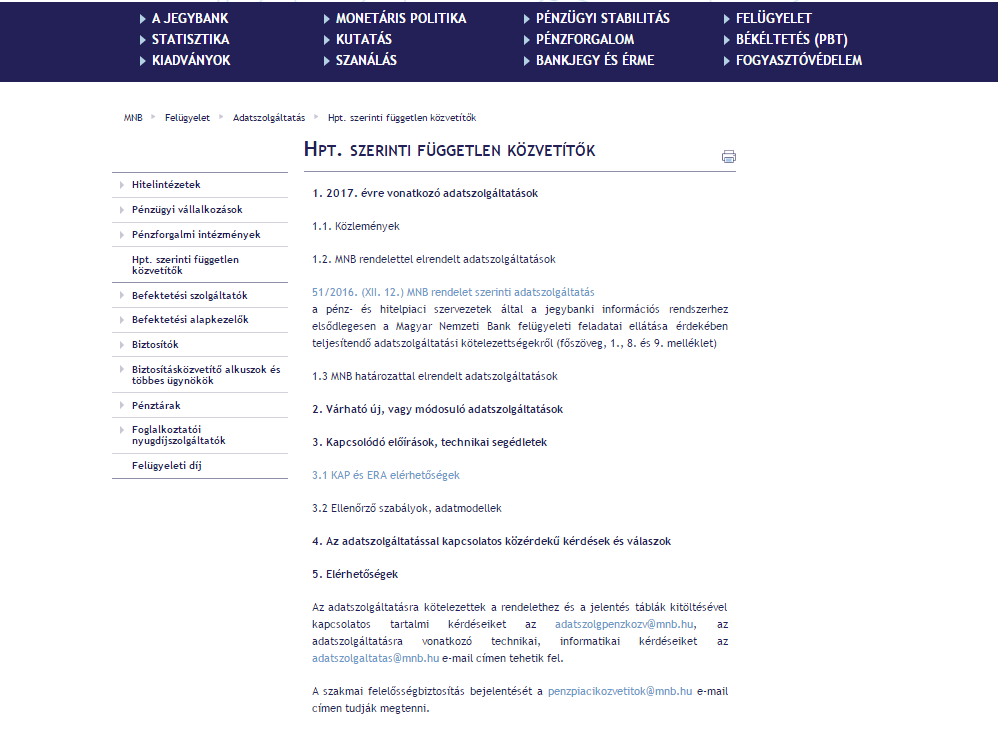 A JEGYBANK
MONETÁRIS POLITIKA
PÉNZÜGYI STABILITÁS
FELÜGYELET
STATISZTIKA
KUTATÁS
PÉNZFORGALOM
BÉKÉLTETÉS (PBT)
KIADVÁNYOK
SZANÁLÁS
BANKJEGY ÉS ÉRME
FOGYASZTÓVÉDELEM
MNB Felügyelet Adatszolgáltatás Hpt. szerinti független közvetítők
HPT. SZERINTI FÜGGETLEN KÖZVETÍTŐK
Hitelintézetek
Pénzügyi vállalkozások
Pénzforgalmi intézmények
Hpt. szerinti független
közvetítők
Befektetési szolgáltatók
Befektetési alapkezelők
Biztosítók
Biztosításközvetítő alkuszok és
többes ügynökök
Pénztárak
Foglalkoztatói
nyugdíjszolgáltatók
Felügyeleti díj
1. 2017. évre vonatkozó adatszolgáltatások
1.1. Közlemények
1.2. MNB rendelettel elrendelt adatszolgáltatások
51/2016. (XII. 12.) MNB rendelet szerinti adatszolgáltatás
a pénz- és hitelpiaci szervezetek által a jegybanki információs rendszerhez
elsődlegesen a Magyar Nemzeti Bank felügyeleti feladatai ellátása érdekében
teljesítendő adatszolgáltatási kötelezettségekről (főszöveg, 1., 8. és 9. melléklet)
1.3 MNB határozattal elrendelt adatszolgáltatások
2. Várható új, vagy módosuló adatszolgáltatások
3. Kapcsolódó előírások, technikai segédletek
3.1 KAP és ERA elérhetőségek
3.2 Ellenőrző szabályok, adatmodellek
4. Az adatszolgáltatással kapcsolatos közérdekű kérdések és válaszok
5. Elérhetőségek
Az adatszolgáltatásra kötelezettek a rendelethez és a jelentés táblák kitöltésével
kapcsolatos tartalmi kérdéseiket az adatszolgpenzkozv@mnb.hu, az
adatszolgáltatásra vonatkozó technikai, informatikai kérdéseiket az
adatszolgaltatas@mnb.hu e-mail címen tehetik fel.
A szakmai felelősségbiztosítás bejelentését a penzpiacikozvetitok@mnb.hu e-mail
címen tudják megtenni.